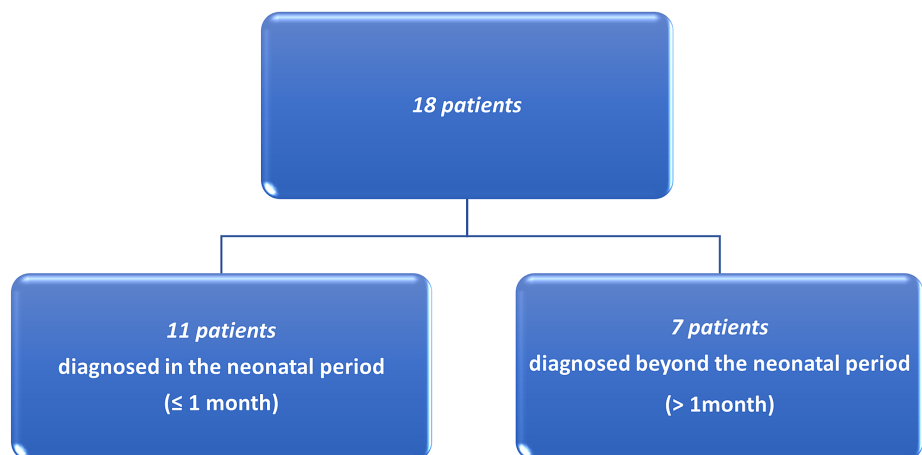 18 patients
11 patients
diagnosed in the neonatal period
(≤ 1 month)
7 patients
diagnosed beyond the neonatal period
(> 1month)